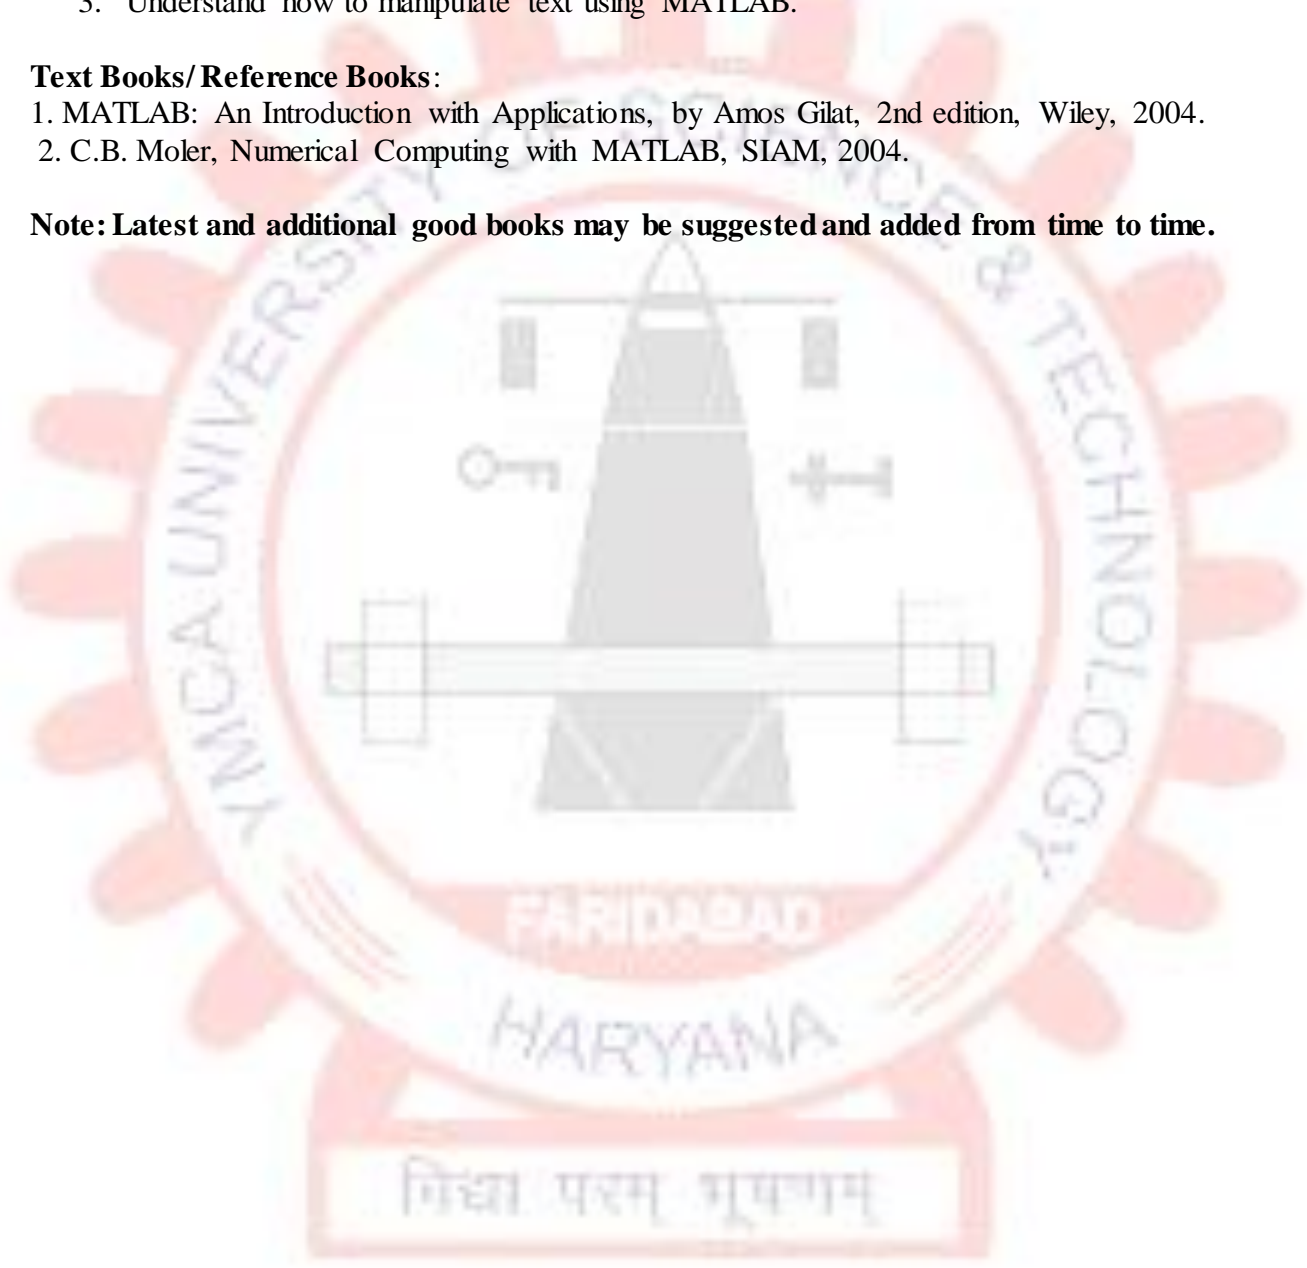 3. Understand how to manipulate text using MATLAB.
Text Books/ Reference Books:
1. MATLAB: An Introduction with Applications, by Amos Gilat, 2nd edition, Wiley, 2004.
2. C.B. Moler, Numerical Computing with MATLAB, SIAM, 2004.
Note: Latest and additional good books may be suggested and added from time to time.
YMCA UNIVERSITY OF SCIENCE & TECHNOLOGY
FARIDABAD
HARYANA
विद्या परम् भूषणम्